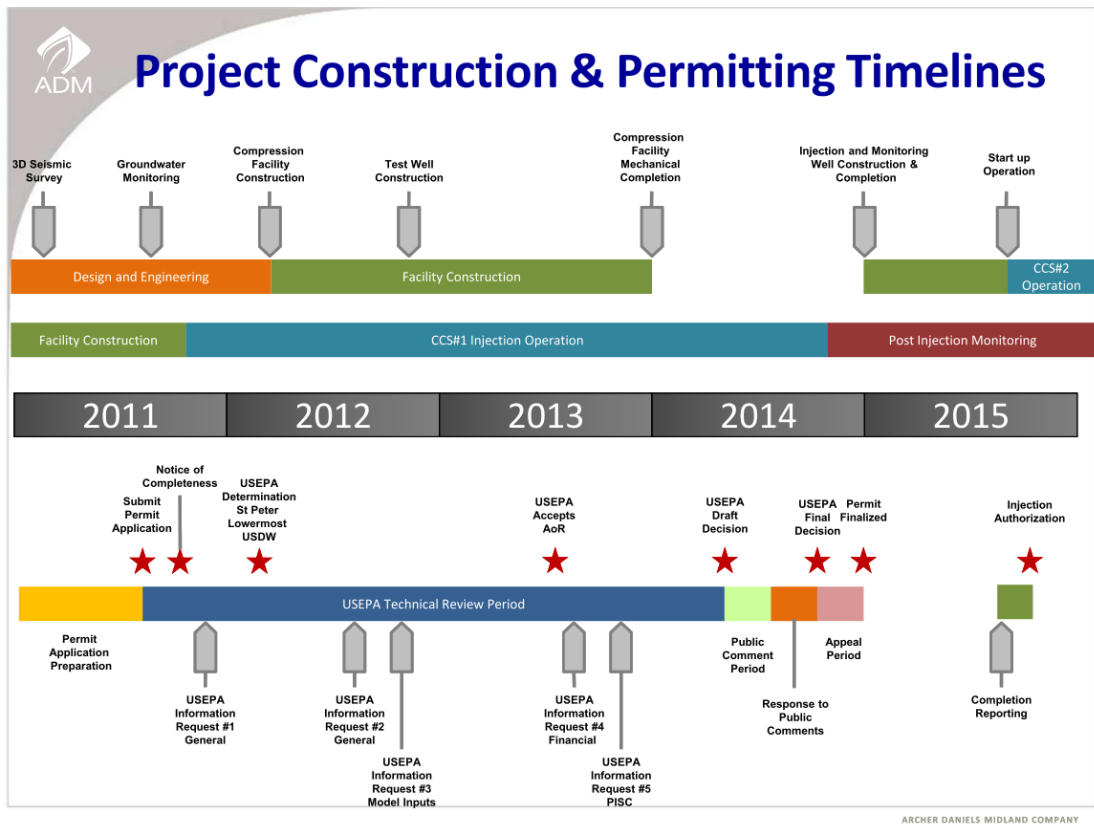 ADM
Project Construction & Permitting Timelines
3D Seismic
Survey
Groundwater
Monitoring
Compression
Facility
Construction
Test Well
Construction
Compression
Facility
Mechanical
Completion
Injection and Monitoring
Well Construction &
Completion
Start up
Operation
Design and Engineering
Facility Construction
CCS#2
Operation
Facility Construction
CCS#1 Injection Operation
Post Injection Monitoring
2011
2012
2013
2014
2015
Submit
Permit
Application
Notice of
Completeness
USEPA
Determination
St Peter
Lowermost
USDW
USEPA
Accepts
AoR
USEPA
Draft
Decision
USEPA
Final
Decision
Permit
Finalized
Injection
Authorization
USEPA Technical Review Period
Permit
Application
Preparation
USEPA
Information
Request #1
General
USEPA
Information
Request #2
General
USEPA
Information
Request #3
Model Inputs
USEPA
Information
Request #4
Financial
USEPA
Information
Request #5
PISC
Public
Comment
Period
Response to
Public
Comments
Appeal
Period
Completion
Reporting
ARCHER DANIELS MIDLAND COMPANY